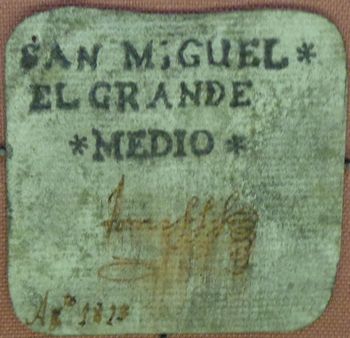 SAN MiGUEL *
EL GRANDE
* MEDIO *